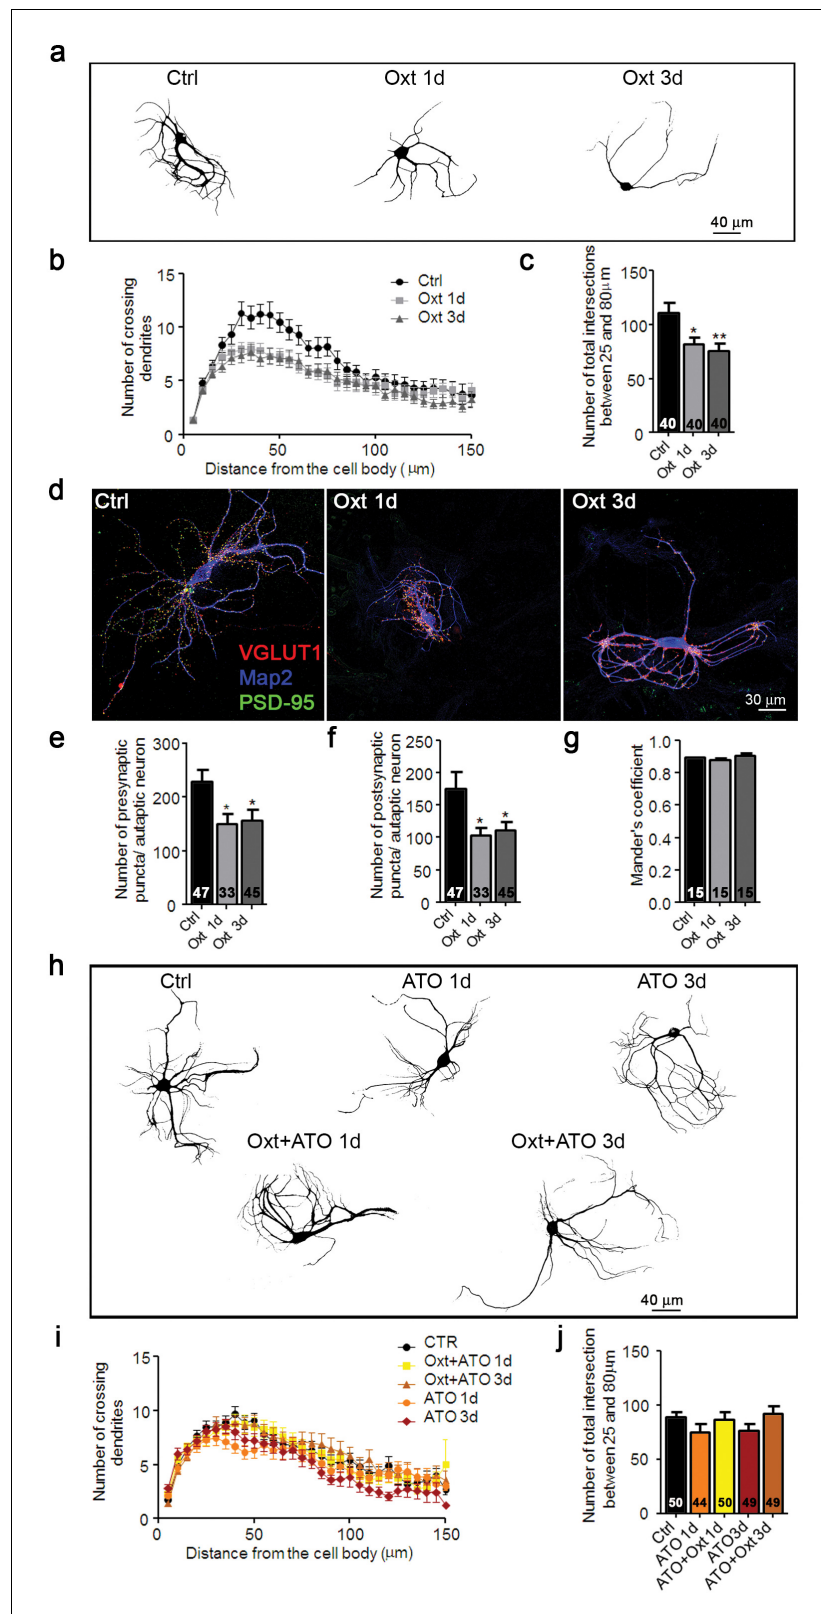 a
Ctrl
Oxt 1d
Oxt 3d
40 μm
b
Number of crossing
dendrites
15
10
5
0
0
50
100
150
Distance from the cell body ( μm)
Ctrl
Oxt 1d
Oxt 3d
c
Number of total intersections
between 25 and 80μm
150
100
50
0
*
**
40
40
40
Ctrl
Oxt 1d
Oxt 3d
d
Ctrl
Oxt 1d
Oxt 3d
VGLUT1
Map2
PSD-95
30 μm
e
Number of presynaptic
puncta/ autaptic neuron
300
200
100
0
*
*
47
33
45
Ctrl
Oxt 1d
Oxt 3d
f
Number of postsynaptic
puncta/ autaptic neuron
250
200
150
100
50
0
*
*
47
33
45
Ctrl
Oxt 1d
Oxt 3d
g
Mander's coefficient
1.0
0.8
0.6
0.4
0.2
0.0
15
15
15
Ctrl
Oxt 1d
Oxt 3d
h
Ctrl
ATO 1d
ATO 3d
Oxt+ATO 1d
Oxt+ATO 3d
40 μm
i
Number of crossing
dendrites
15
10
5
0
0
50
100
150
Distance from the cell body (μm)
CTR
Oxt+ATO 1d
Oxt+ATO 3d
ATO 1d
ATO 3d
j
Number of total intersection
between 25 and 80μm
150
100
50
0
50
44
50
49
49
Ctrl
ATO 1d
ATO+Oxt 1d
ATO3d
ATO+Oxt 3d